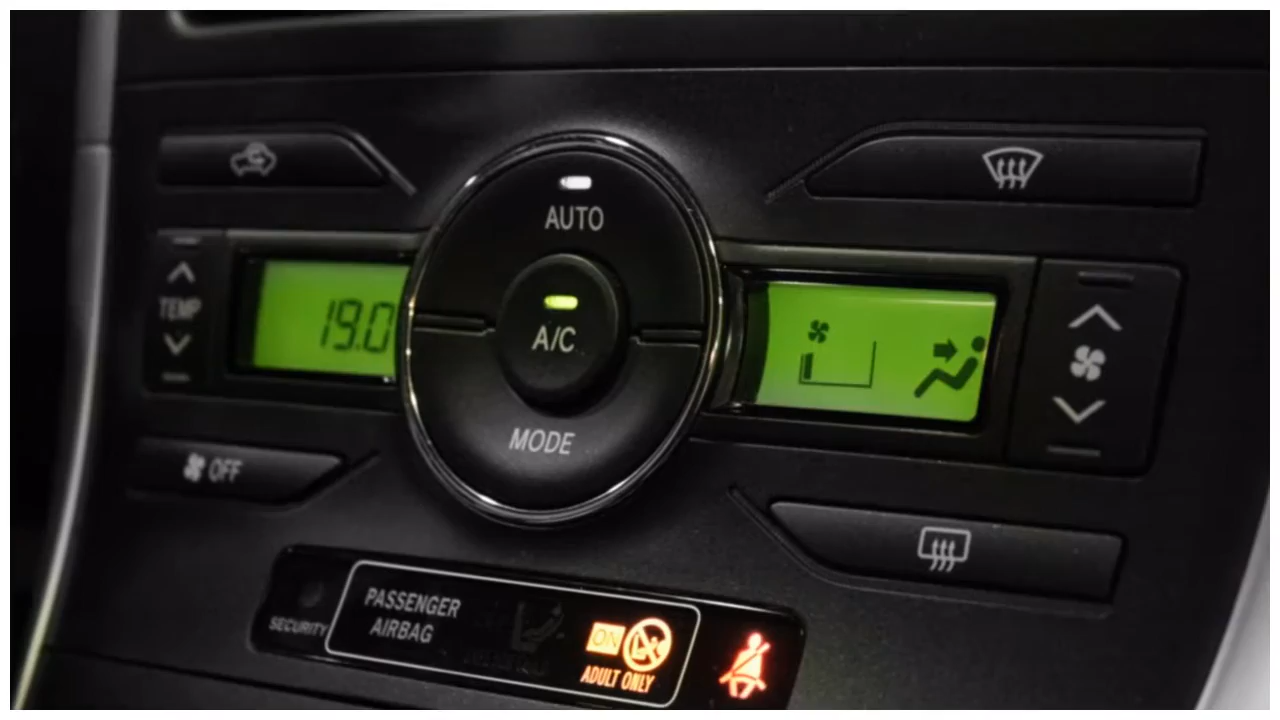 AUTO
TEMP
19.0
A/C
MODE
OFF
PASSENGER
AIRBAG
SECURITY
ON
ADULT ONLY